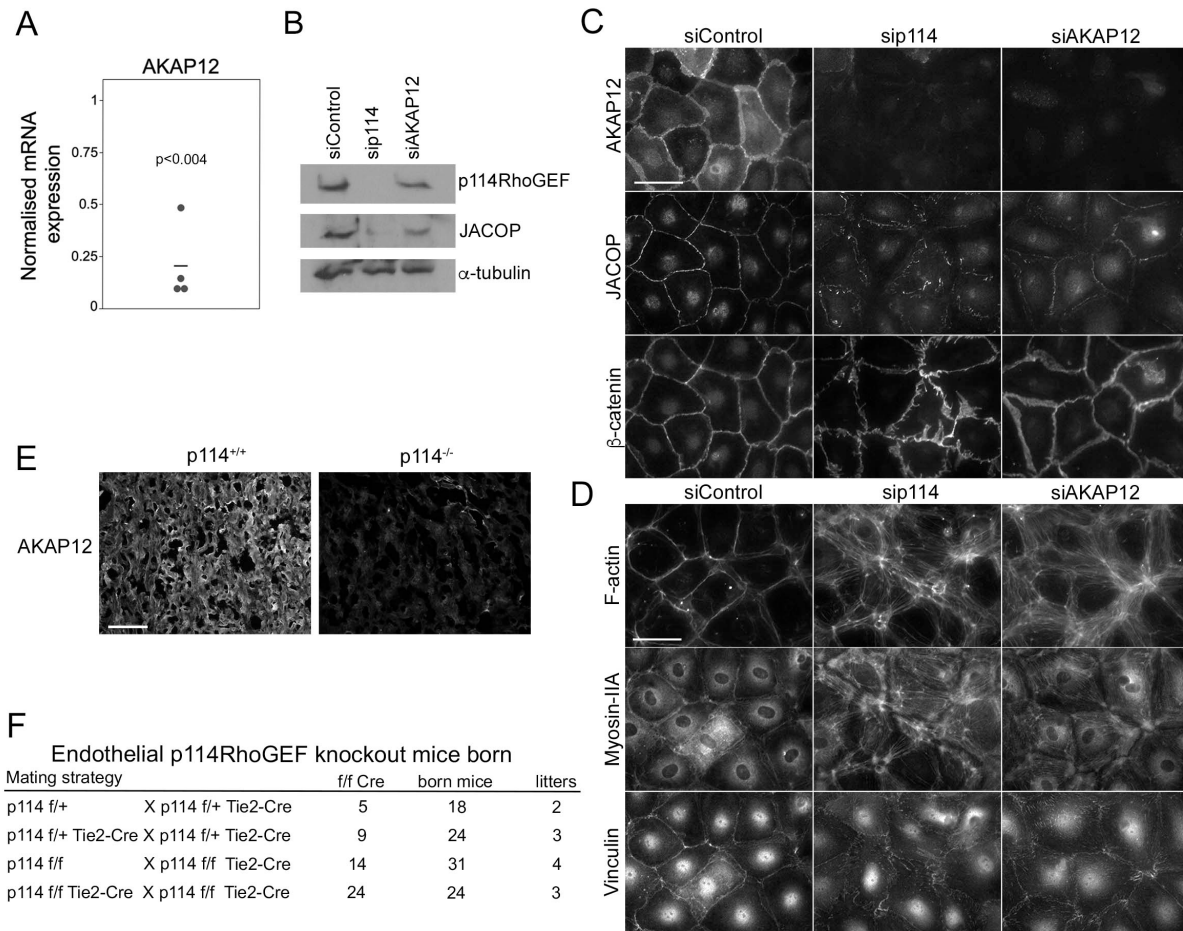 A
AKAP12
Normalised mRNA
expression
1
0.75
0.5
0.25
0
p<0.004
B
siControl
sip114
siAKAP12
p114RhoGEF
JACOP
α-tubulin
C
siControl sip114 siAKAP12
AKAP12
JACOP
β-catenin
D
siControl sip114 siAKAP12
F-actin
Myosin-IIA
Vinculin
E
p114+/+ p114-/-
AKAP12
F
Endothelial p114RhoGEF knockout mice born
Mating strategy f/f Cre born mice litters
p114 f/+ X p114 f/+ Tie2-Cre 5 18 2
p114 f/+ Tie2-Cre X p114 f/+ Tie2-Cre 9 24 3
p114 f/f X p114 f/f Tie2-Cre 14 31 4
p114 f/f Tie2-Cre X p114 f/f Tie2-Cre 24 24 3